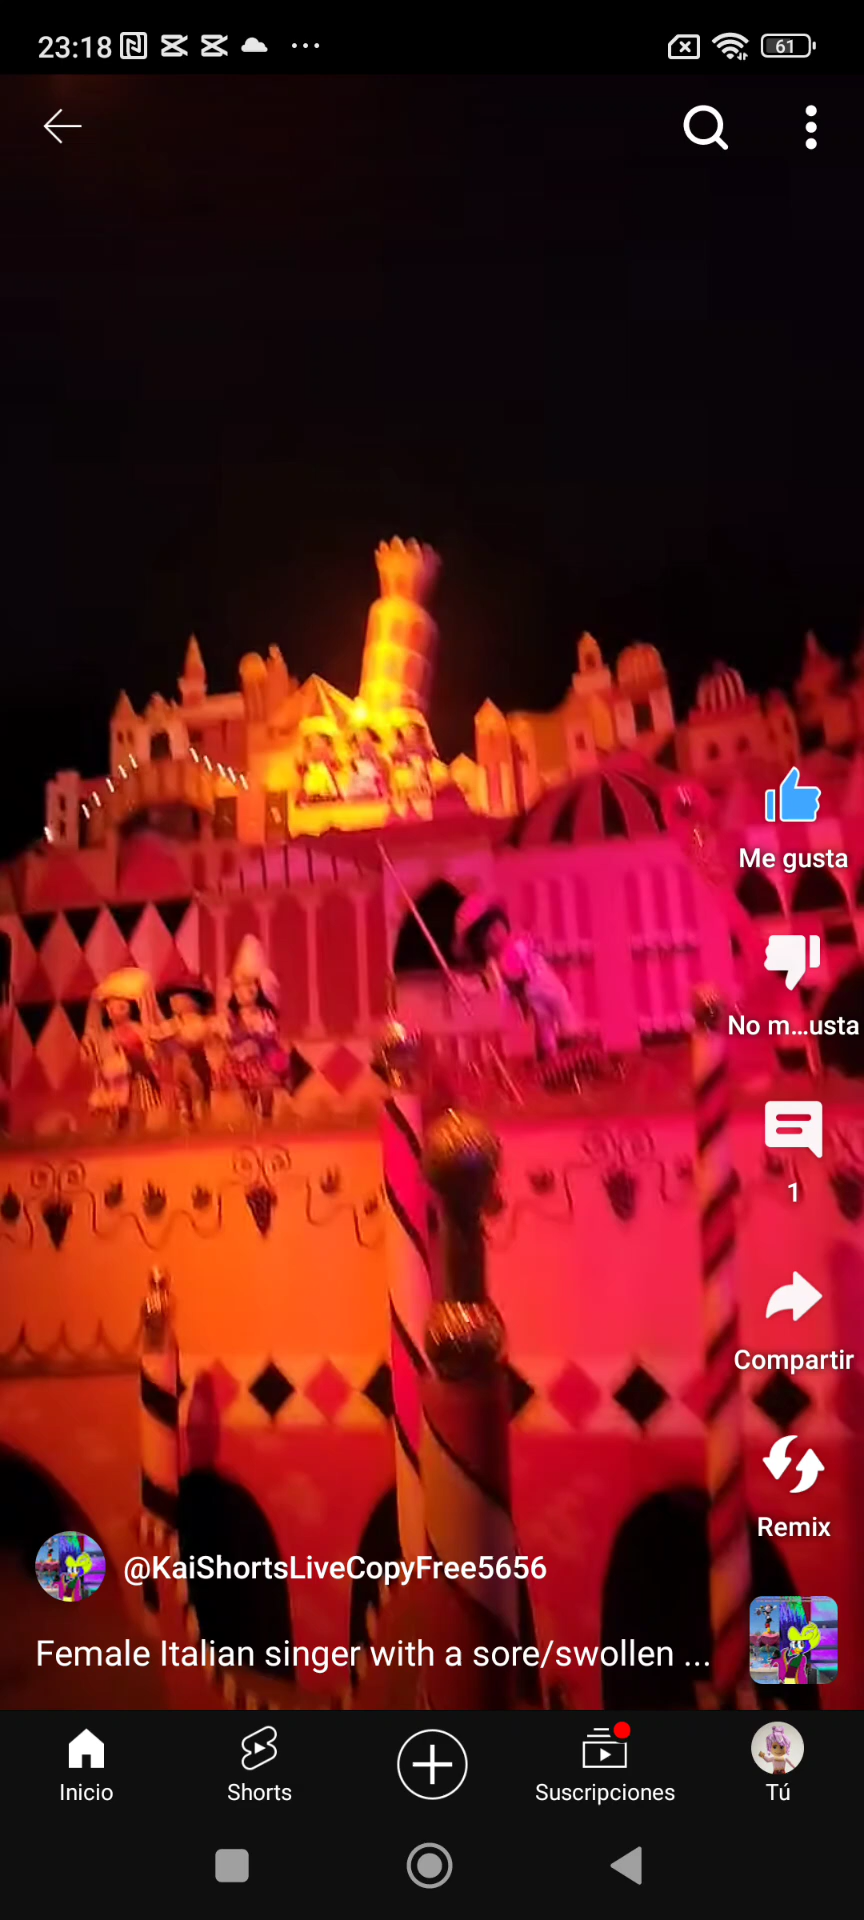 23:18
61
Me gusta
No m...usta
1
Compartir
Remix
@KaiShortsLiveCopyFree5656
Female Italian singer with a sore/swollen ...
Inicio
Shorts
Suscripciones
Tú